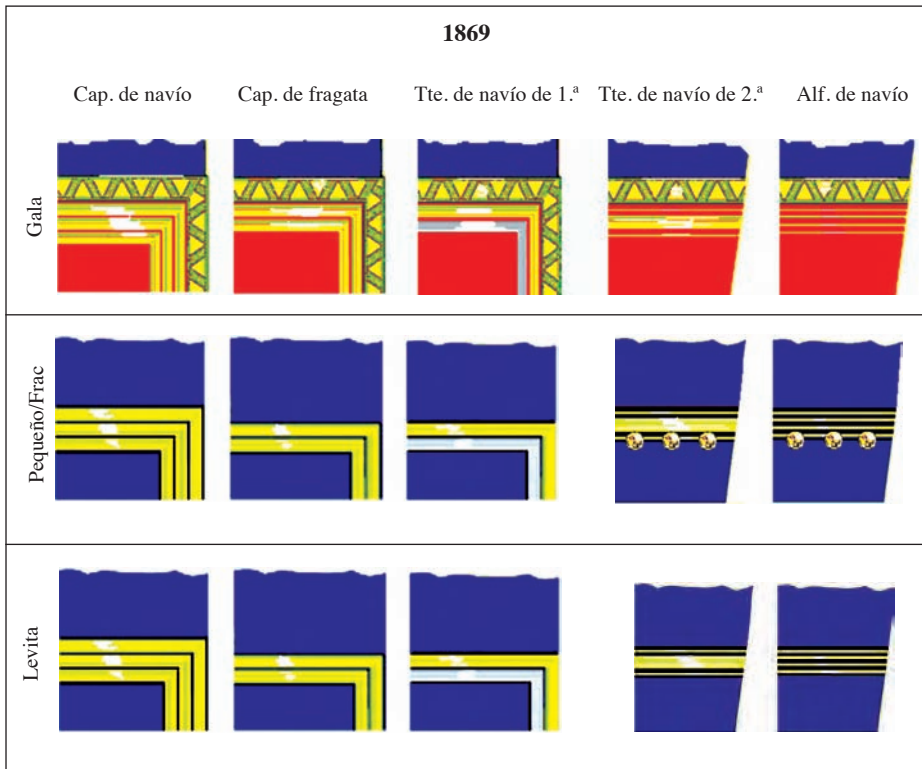 1869
Cap. de navío Cap. de fragata Tte. de navío de 1.ª Tte. de navío de 2.ª Alf. de navío
Gala
Pequeño/Frac
Levita